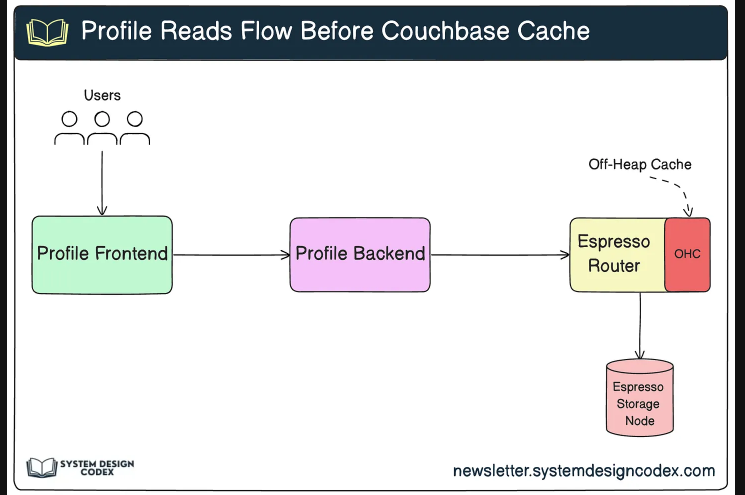 Profile Reads Flow Before Couchbase Cache
Users
Off-Heap Cache
Profile Frontend
Profile Backend
Espresso
Router
OHC
Espresso
Storage
Node
SYSTEM DESIGN
CODEX
newsletter.systemdesigncodex.com